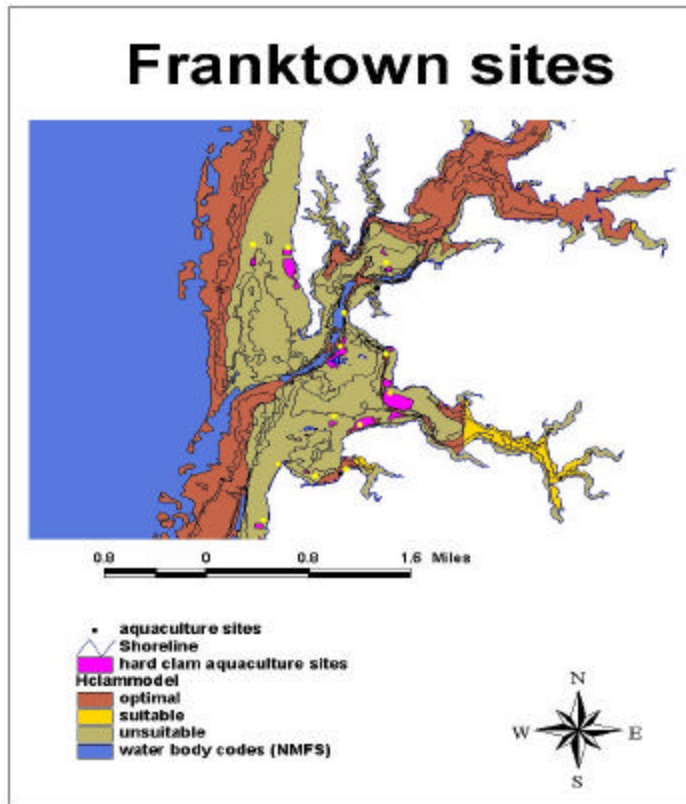 Franktown sites
0.8 0 0.8 1.6 Miles
aquaculture sites
Shoreline
hard clam aquaculture sites
Hclammodel
optimal
suitable
unsuitable
water body codes (NMFS)
N
W E
S